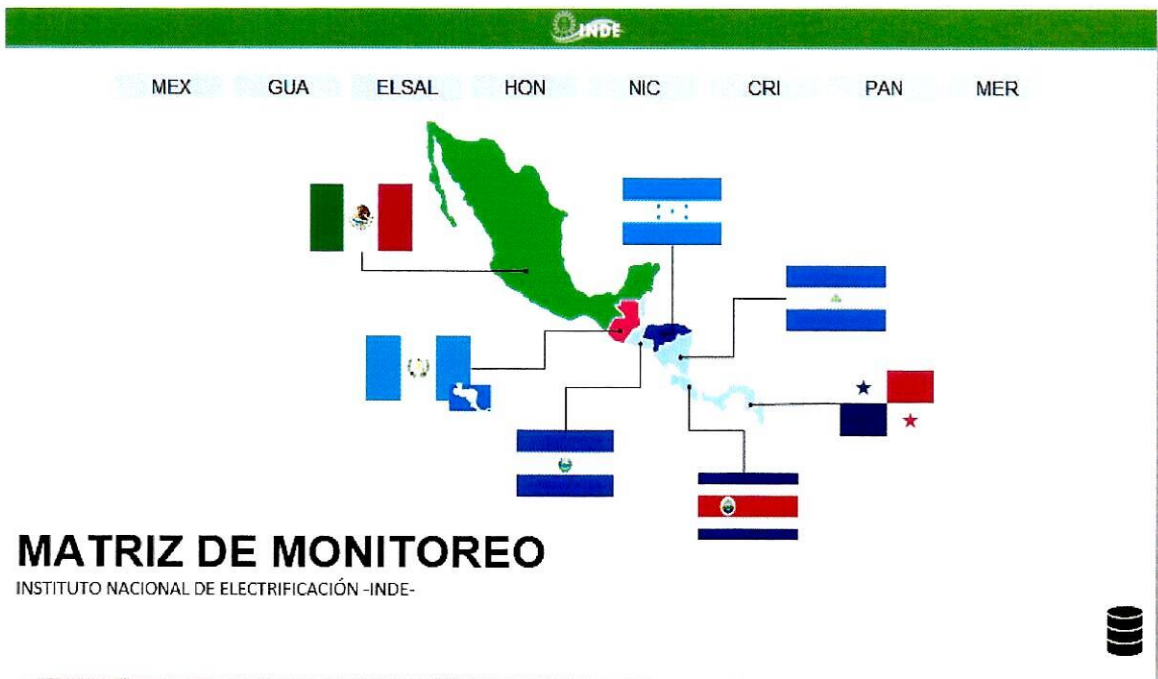 INDE
MEX GUA ELSAL HON NIC CRI PAN MER
MATRIZ DE MONITOREO
INSTITUTO NACIONAL DE ELECTRIFICACIÓN -INDE-